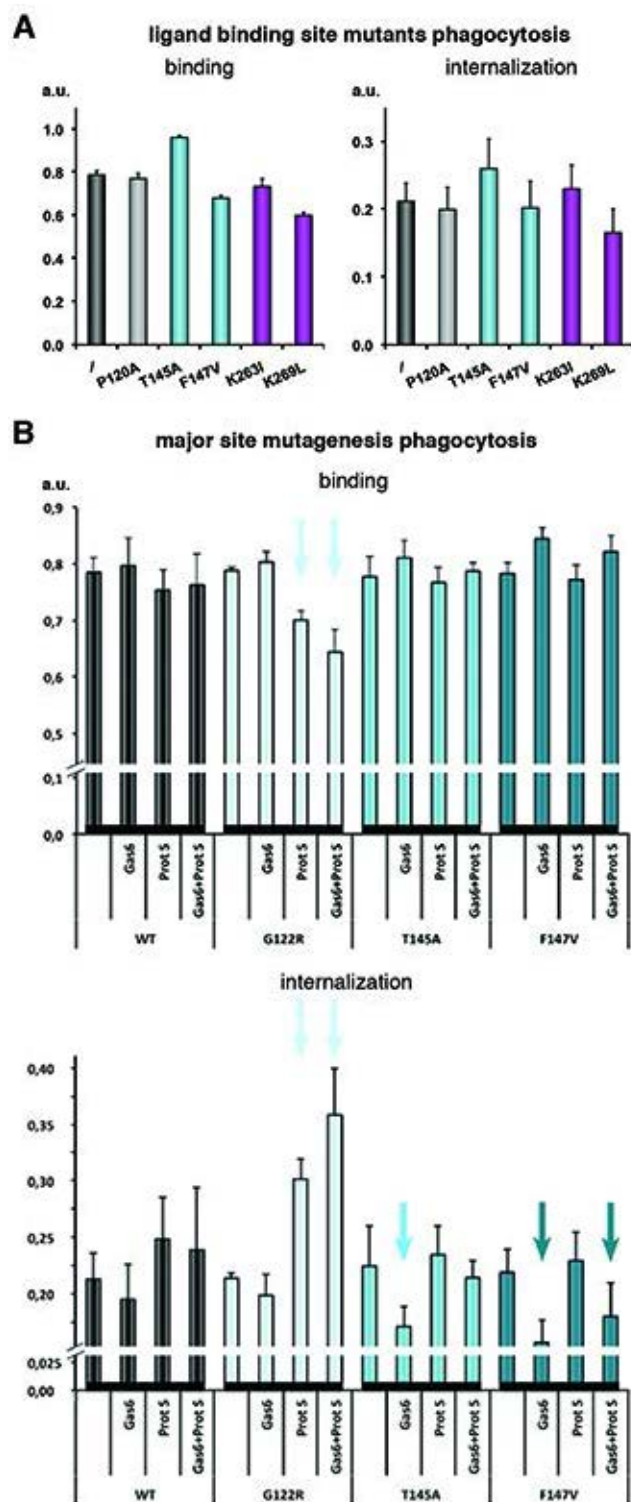 A
ligand binding site mutants phagocytosis
binding
internalization
a.u.
a.u.
1.0
0.8
0.6
0.4
0.2
0.0
0.3
0.2
0.1
0.0
/ P120A T145A F147V K263I K269L
/ P120A T145A F147V K263I K269L
B
major site mutagenesis phagocytosis
a.u.
binding
0,9
0,8
0,7
0,6
0,5
0,1
0,0
Gas6 Prot S Gas6+Prot S Gas6 Prot S Gas6+Prot S Gas6 Prot S Gas6+Prot S Gas6 Prot S Gas6+Prot S
WT G122R T145A F147V
internalization
0,40
0,35
0,30
0,25
0,20
0,025
0,00
Gas6 Prot S Gas6+Prot S Gas6 Prot S Gas6+Prot S Gas6 Prot S Gas6+Prot S Gas6 Prot S Gas6+Prot S
WT G122R T145A F147V